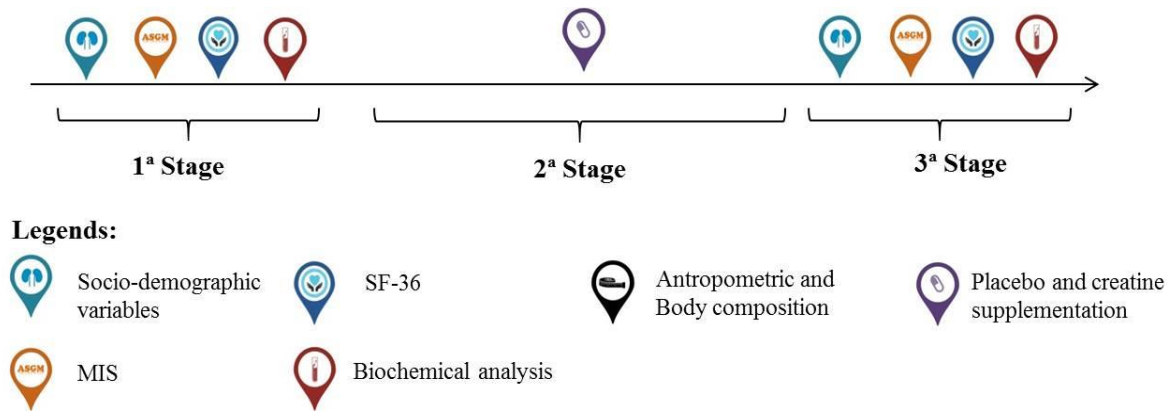 ASGM
ASGM
1ª Stage
2ª Stage
3ª Stage
Legends:
Socio-demographic
variables
SF-36
Antropometric and
Body composition
Placebo and creatine
supplementation
ASGM
MIS
Biochemical analysis